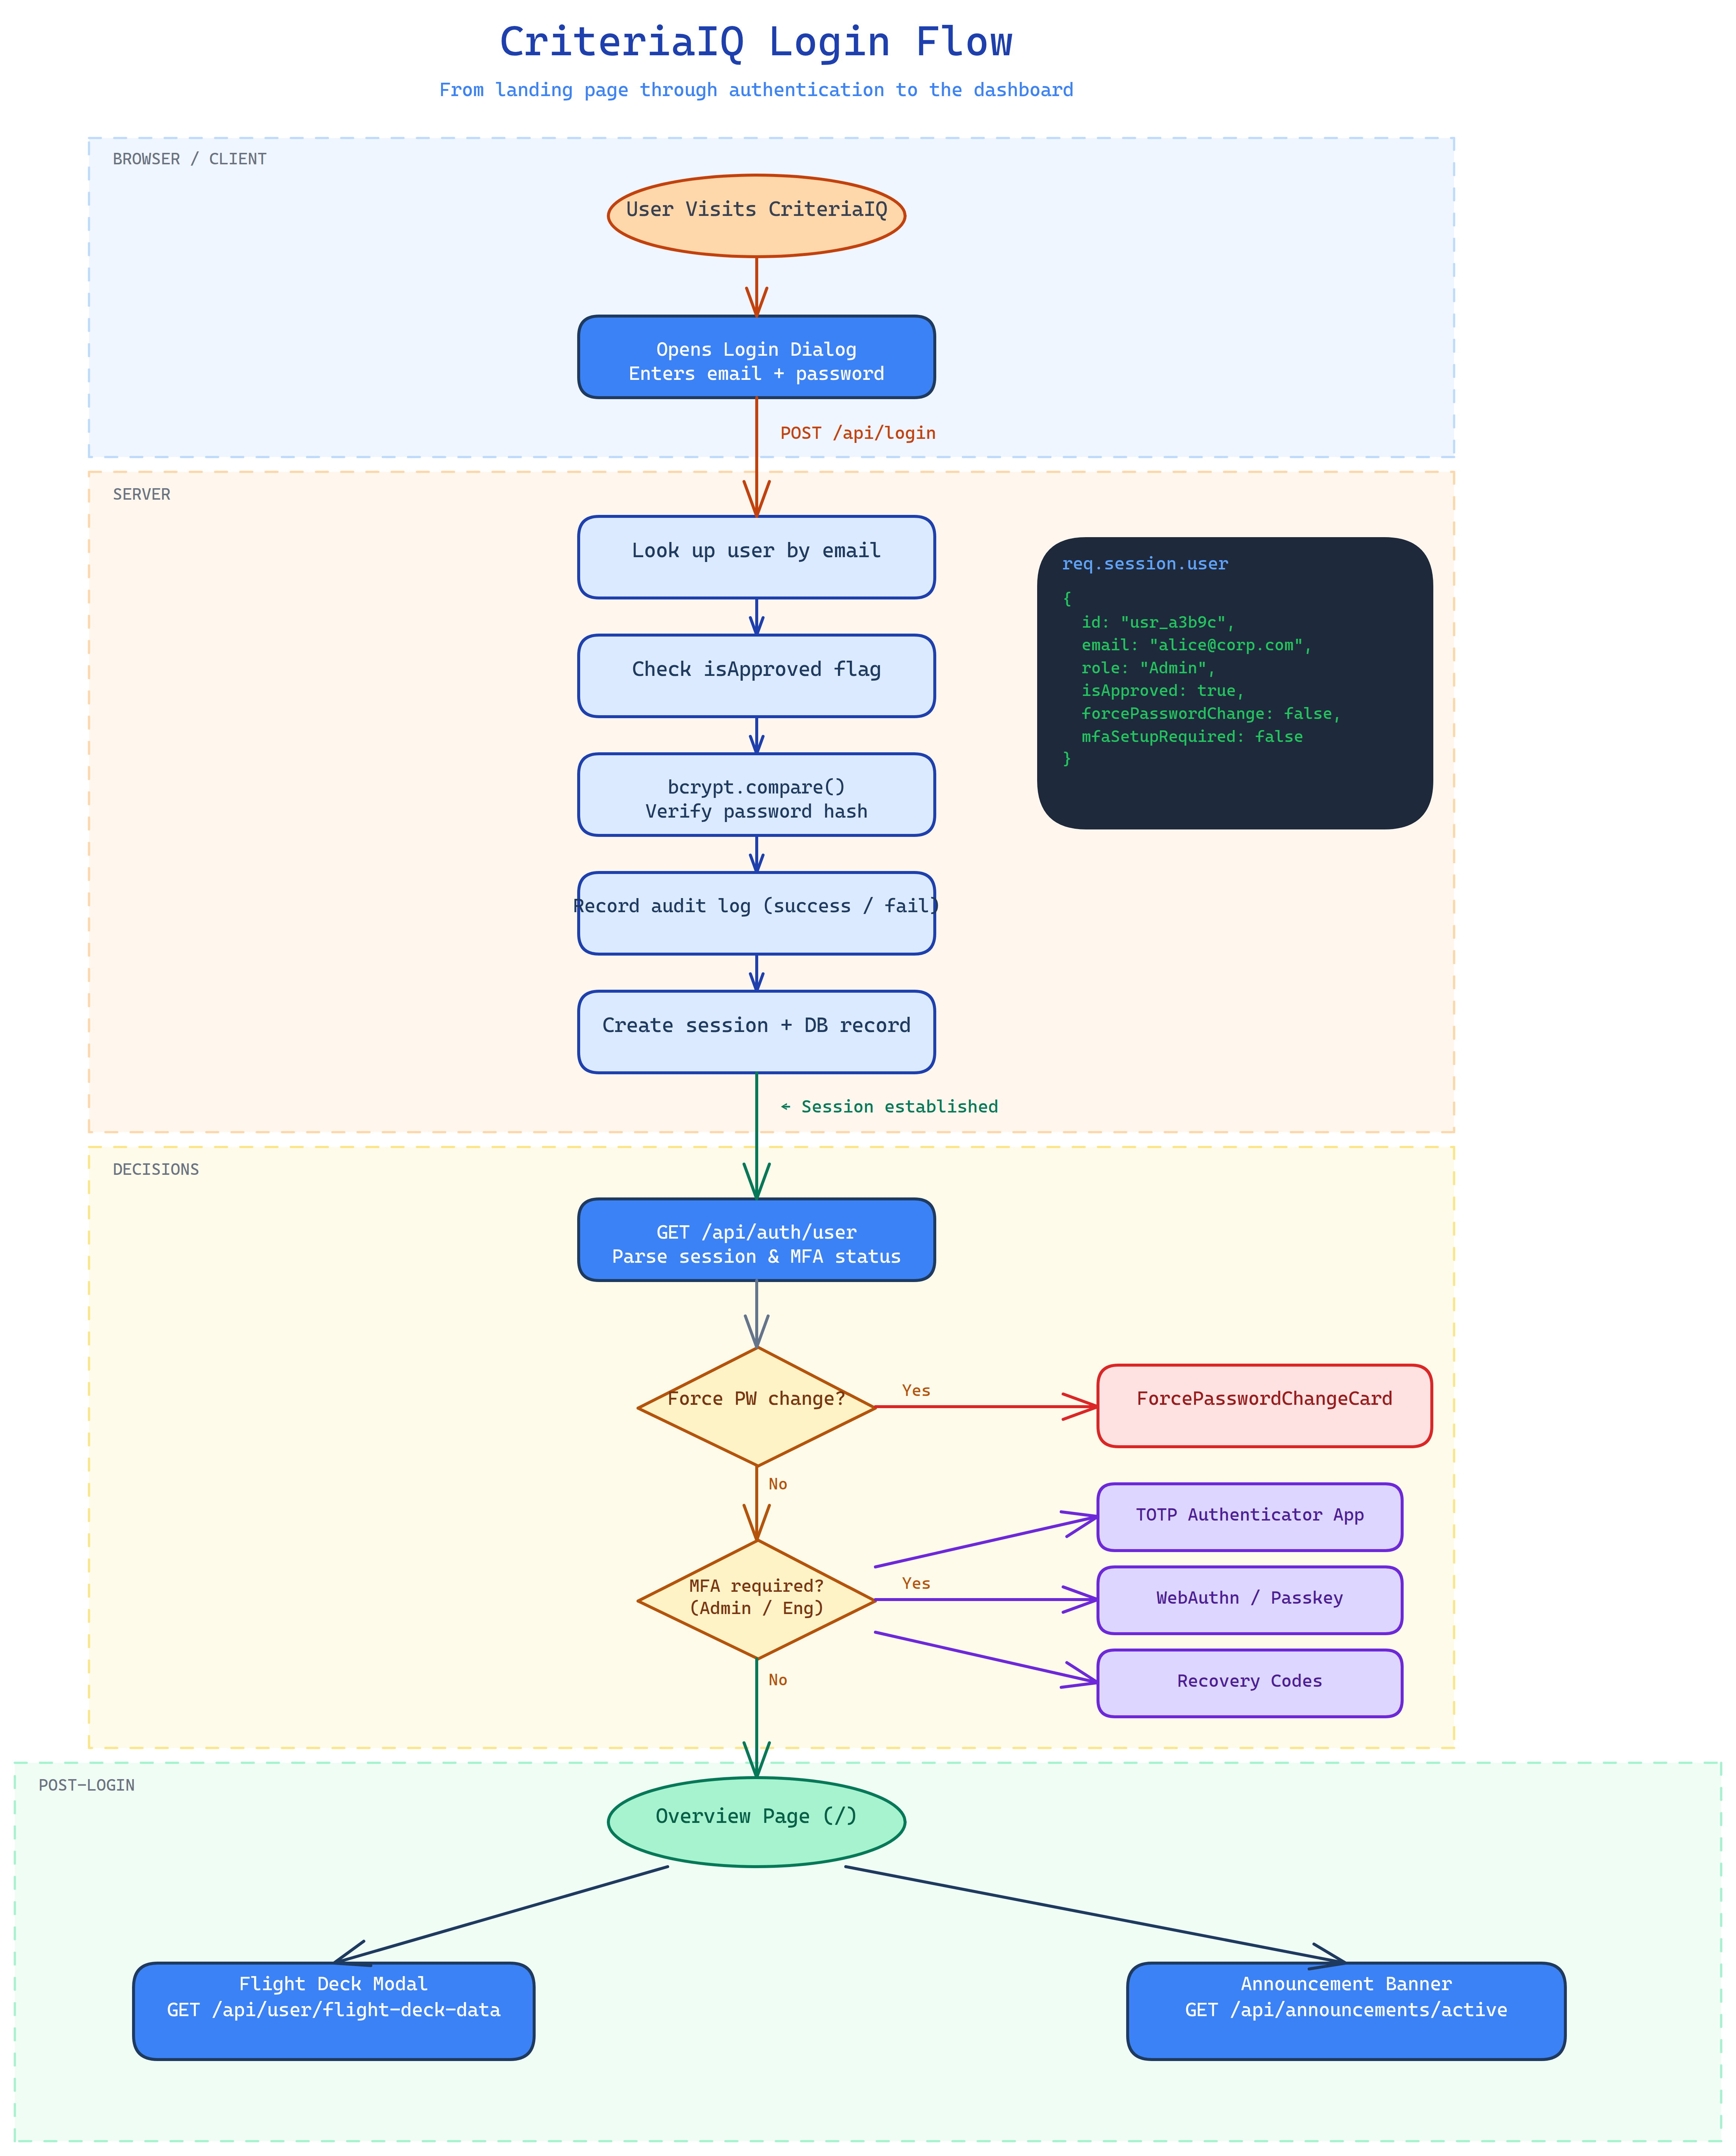 CriteriaIQ Login Flow
From landing page through authentication to the dashboard
BROWSER / CLIENT
User Visits CriteriaIQ
Opens Login Dialog
Enters email + password
POST /api/login
SERVER
Look up user by email
req.session.user
{
id: "usr_a3b9c",
email: "alice@corp.com",
role: "Admin",
isApproved: true,
forcePasswordChange: false,
mfaSetupRequired: false
}
Check isApproved flag
bcrypt.compare()
Verify password hash
Record audit log (success / fail)
Create session + DB record
← Session established
DECISIONS
GET /api/auth/user
Parse session & MFA status
Force PW change?
Yes
ForcePasswordChangeCard
No
MFA required?
(Admin / Eng)
Yes
TOTP Authenticator App
WebAuthn / Passkey
Recovery Codes
No
POST-LOGIN
Overview Page (/)
Flight Deck Modal
GET /api/user/flight-deck-data
Announcement Banner
GET /api/announcements/active